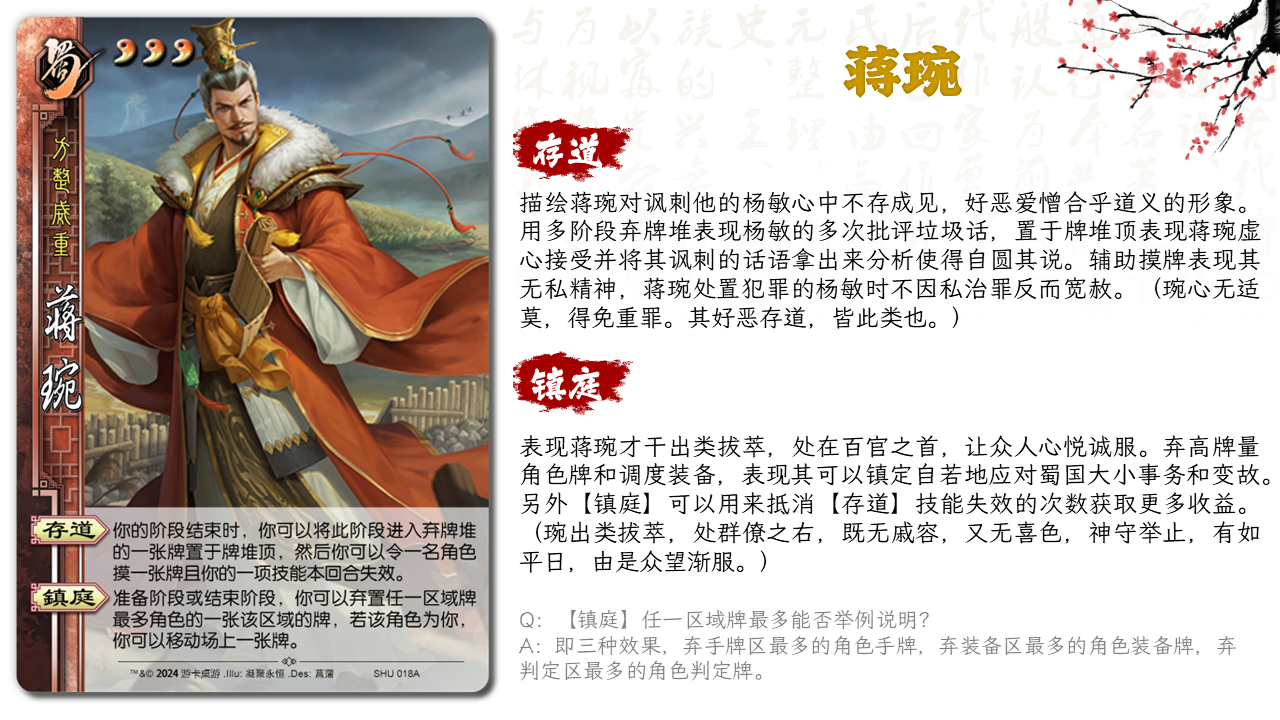 蜀
方整威重
蔣琬
存道
你的阶段结束时，你可以将此阶段进入弃牌堆
的一张牌置于牌堆顶，然后你可以令一名角色
摸一张牌且你的一项技能本回合失效。
鎮庭
准备阶段或结束阶段，你可以弃置任一区域牌
最多角色的一张该区域的牌，若该角色为你，
你可以移动场上一张牌。
™&© 2024 游卡桌游 .Illu: 凝聚永恒 .Des: 菖蒲 SHU 018A
蒋琬
存道
描绘蒋琬对讽刺他的杨敏心中不存成见，好恶爱憎合乎道义的形象。
用多阶段弃牌堆表现杨敏的多次批评垃圾话，置于牌堆顶表现蒋琬虚
心接受并将其讽刺的话语拿出来分析使得自圆其说。辅助摸牌表现其
无私精神，蒋琬处置犯罪的杨敏时不因私治罪反而宽赦。（琬心无适
莫，得免重罪。其好恶存道，皆此类也。）
镇庭
表现蒋琬才干出类拔萃，处在百官之首，让众人心悦诚服。弃高牌量
角色牌和调度装备，表现其可以镇定自若地应对蜀国大小事务和变故。
另外【镇庭】可以用来抵消【存道】技能失效的次数获取更多收益。
（琬出类拔萃，处群僚之右，既无戚容，又无喜色，神守举止，有如
平日，由是众望渐服。）
Q：【镇庭】任一区域牌最多能否举例说明？
A：即三种效果，弃手牌区最多的角色手牌，弃装备区最多的角色装备牌，弃
判定区最多的角色判定牌。